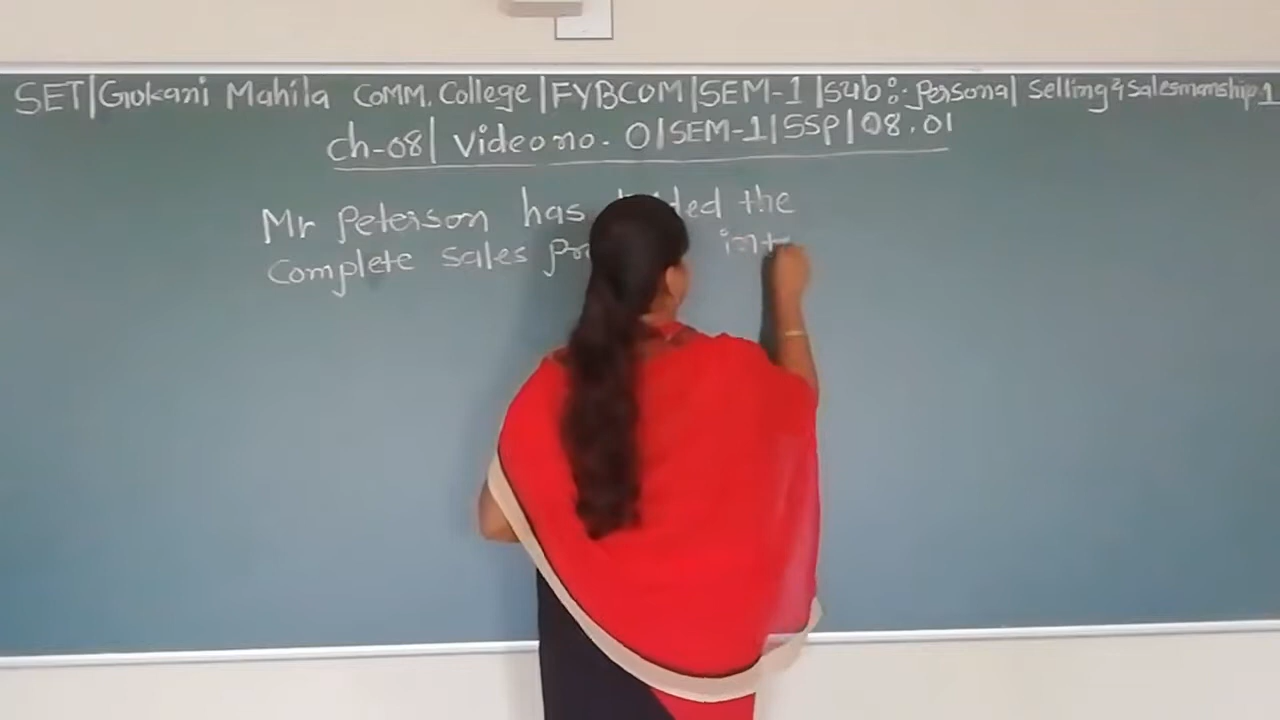 SET|Gokani Mahila COMM. College|FYBCOM|SEM-1|Sub: Personal Selling & Salesmanship-1
ch-08| Video no. 01|SEM-1|SSP|08.01
Mr Peterson has the
Complete sales